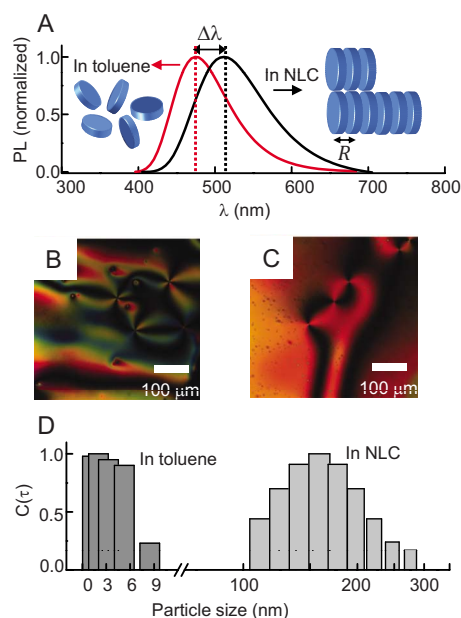 A
Δλ
In toluene
In NLC
R
PL (normalized)
1.0
0.5
0.0
300 400 500 600 700 800
λ (nm)
B
100 μm
C
100 μm
D
In toluene
In NLC
C(τ)
1.0
0.5
0.0
0 3 6 9 100 200 300
Particle size (nm)